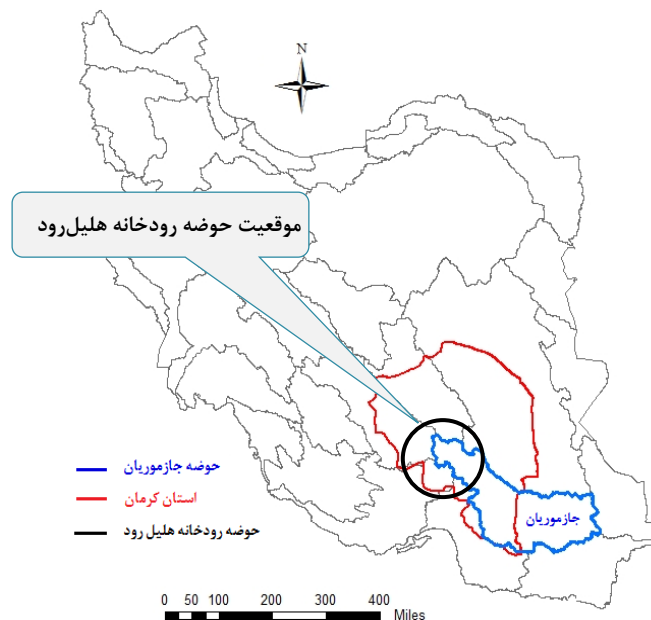 N
موقعیت حوضه رودخانه هلیل‌رود
حوضه جازموریان
استان کرمان
حوضه رودخانه هلیل رود
جازموریان
0 50 100 200 300 400
Miles